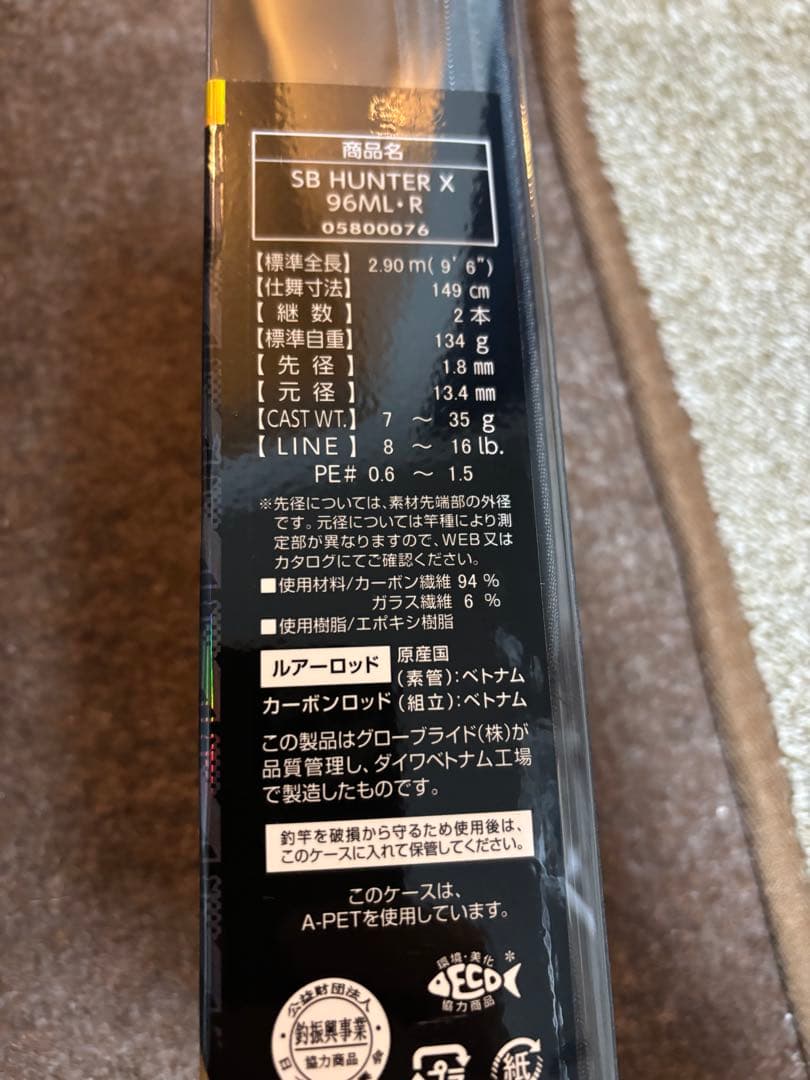 商品名
SB HUNTER X
96ML・R
05800076
【標準全長】 2.90 m( 9' 6")
【仕舞寸法】 149 cm
【 継 数 】 2 本
【標準自重】 134 g
【 先 径 】 1.8 mm
【 元 径 】 13.4 mm
【CAST WT.】 7 ～ 35 g
【 LINE 】 8 ～ 16 lb.
PE# 0.6 ～ 1.5
※先径については、素材先端部の外径
です。元径については竿種により測
定部が異なりますので、WEB又は
カタログにてご確認ください。
■使用材料/カーボン繊維 94 %
ガラス繊維 6 %
■使用樹脂/エポキシ樹脂
ルアーロッド 原産国
(素管):ベトナム
カーボンロッド (組立):ベトナム
この製品はグローブライド(株)が
品質管理し、ダイワベトナム工場
で製造したものです。
釣竿を破損から守るため使用後は、
このケースに入れて保管してください。
このケースは、
A-PETを使用しています。
環境・美化
ECO
協力商品
公益財団法人
釣振興事業
協力商品
日
会
紙